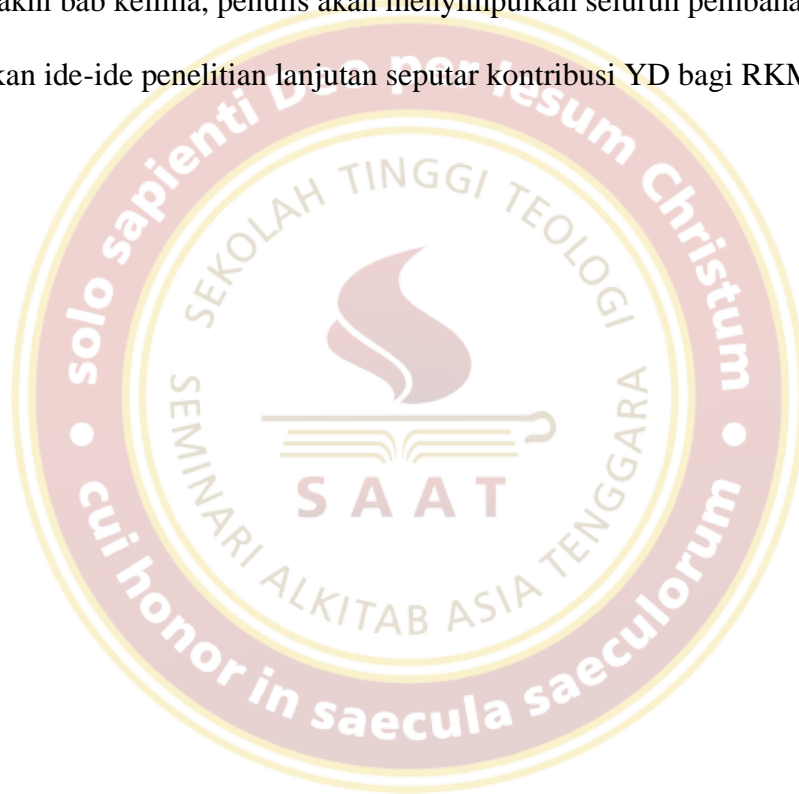 akhir bab kelima, penulis akan menyimpulkan seluruh
kan ide-ide penelitian lanjutan seputar kontribusi YD bagi RKM
solo sapienti Deo per Iesum Christum
SEKOLAH TINGGI TEOLOGI
SEMINARI ALKITAB ASIA TENGGARA
SAAT
cui honor in saecula saeculorum